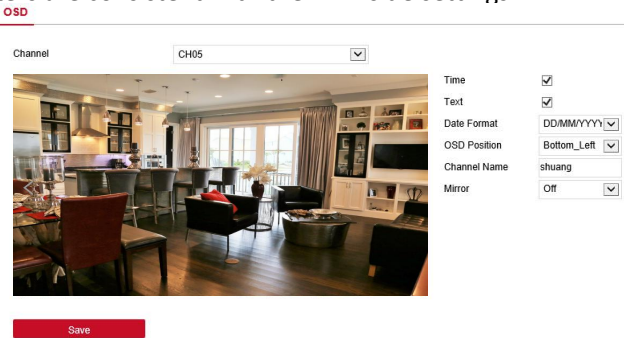 OSD
Channel
CH05
Time
Text
Date Format
DD/MM/YYYY
OSD Position
Bottom_Left
Channel Name
shuang
Mirror
Off
Save